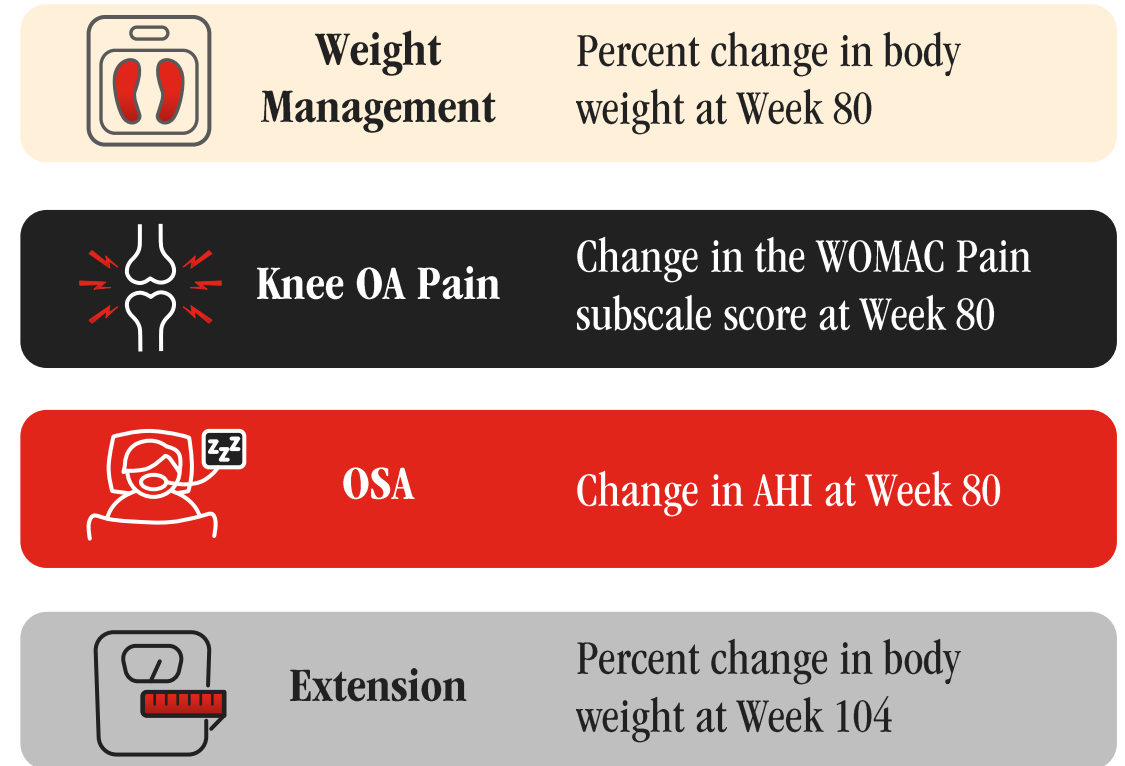 Weight
Management
Percent change in body
weight at Week 80
Knee OA Pain
Change in the WOMAC Pain
subscale score at Week 80
zzz
OSA
Change in AHI at Week 80
Extension
Percent change in body
weight at Week 104